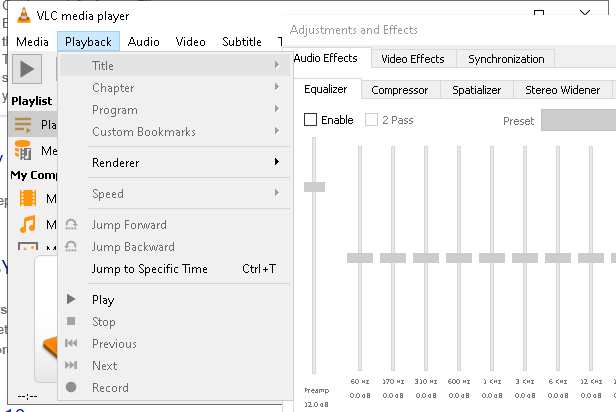 VLC media player
Adjustments and Effects
Media Playback Audio Video Subtitle T
Audio Effects Video Effects Synchronization
Equalizer Compressor Spatializer Stereo Widener
Enable 2 Pass Preset
Playlist
Pla
Me
My Comp
M
M
M
Title
Chapter
Program
Custom Bookmarks
Renderer
Speed
Jump Forward
Jump Backward
Jump to Specific Time Ctrl+T
Play
Stop
Previous
Next
Record
--:--
60 Hz 170 Hz 310 Hz 600 Hz 1 KHz 3 KHz 6 KHz 12 KHz
Preamp 0.0 dB 0.0 dB 0.0 dB 0.0 dB 0.0 dB 0.0 dB 0.0 dB 0.0 dB
12.0 dB